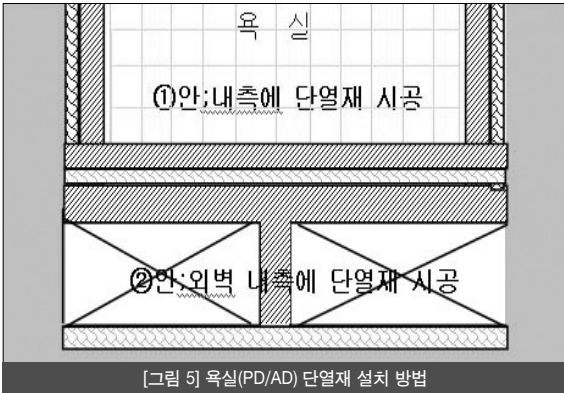 욕 실
①안;내측에 단열재 시공
②안;외벽 내측에 단열재 시공
[그림 5] 욕실(PD/AD) 단열재 설치 방법